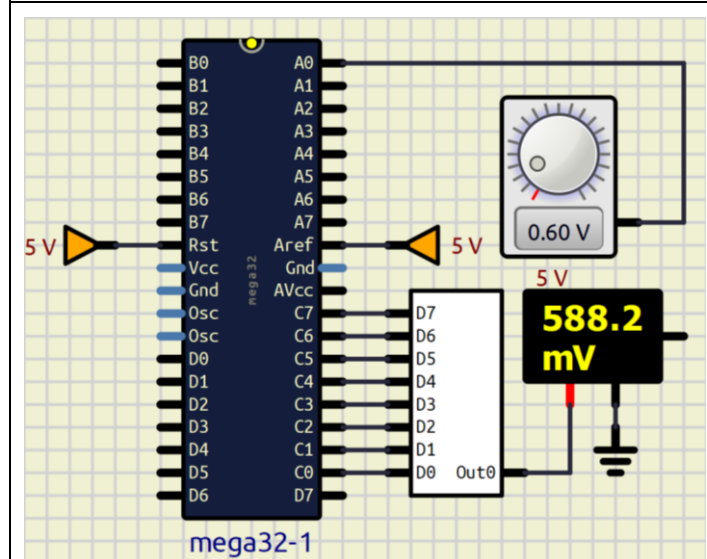 B0 A0
B1 A1
B2 A2
B3 A3
B4 A4
B5 A5
B6 A6
B7 A7
5 V Rst Aref 5 V
Vcc Gnd
Gnd AVcc
Osc C7
Osc C6
D0 C5
D1 C4
D2 C3
D3 C2
D4 C1
D5 C0
D6 D7
mega32
mega32-1
0.60 V
5 V
588.2
mV
D7
D6
D5
D4
D3
D2
D1
D0 Out0